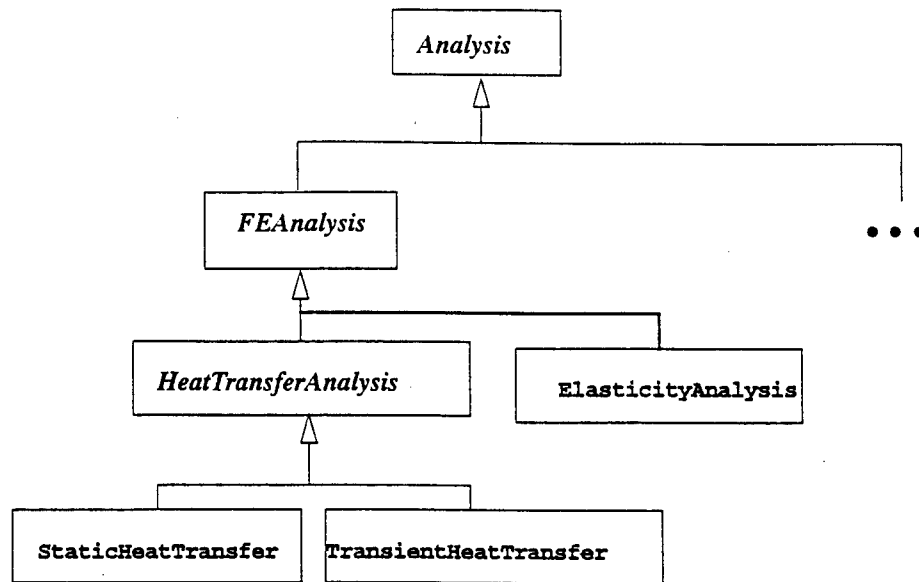 Analysis
FEAnalysis
• • •
HeatTransferAnalysis
ElasticityAnalysis
StaticHeatTransfer
TransientHeatTransfer